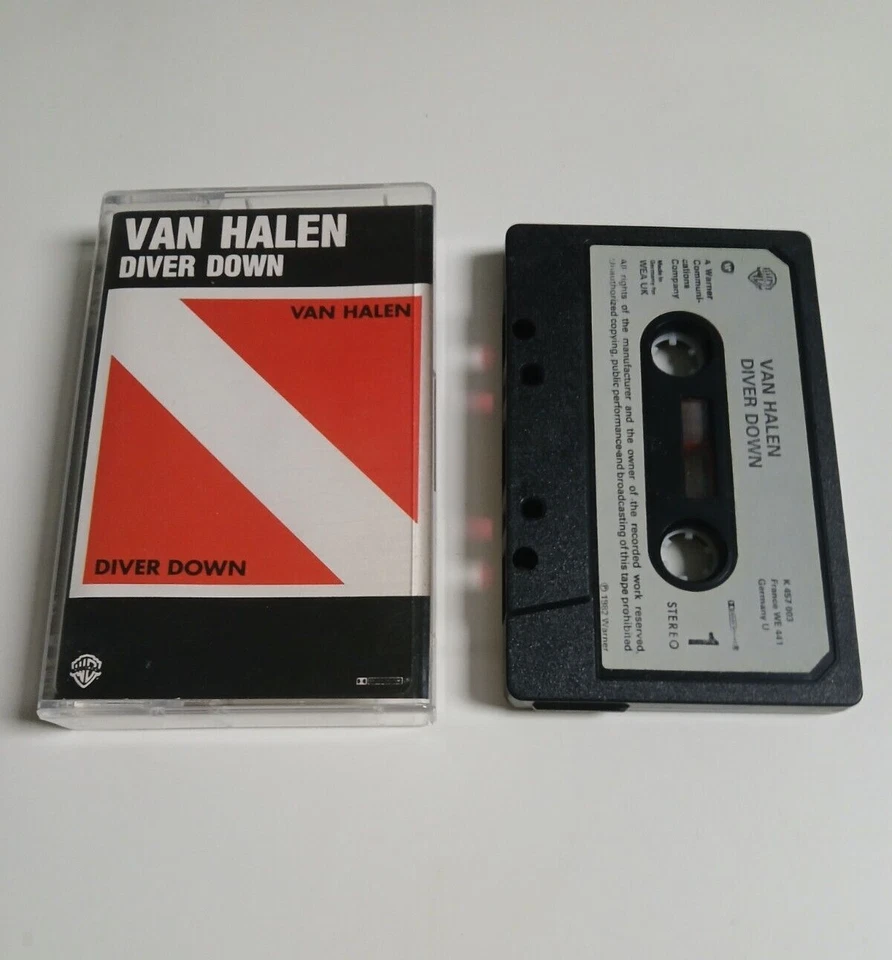 VAN HALEN
DIVER DOWN
VAN HALEN
DIVER DOWN
A Warner
Communi-
cations
Company
Made in
Germany for
WEA UK
VAN HALEN
DIVER DOWN
K 457 003
France WE 441
Germany U
STEREO
1
All rights of the manufacturer and the owner of the recorded work reserved.
Unauthorized copying, public performance and broadcasting of this tape prohibited
℗ 1982 Warner